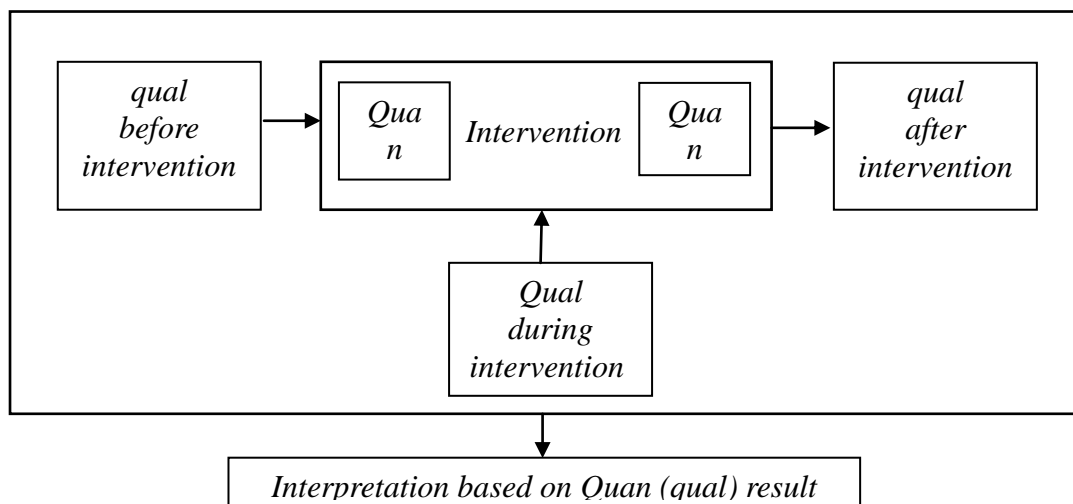 qual
before
intervention
Qua
n
Intervention
Qua
n
qual
after
intervention
Qual
during
intervention
Interpretation based on Quan (qual) result